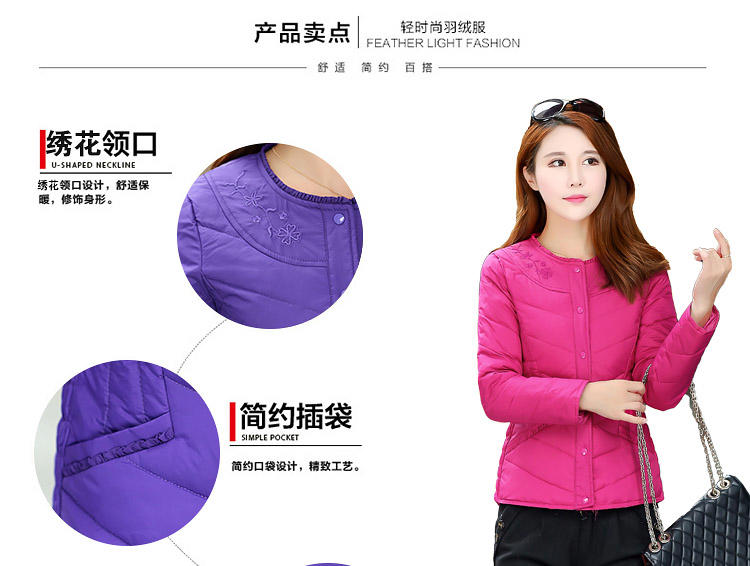 产品卖点
轻时尚羽绒服
FEATHER LIGHT FASHION
舒适 简约 百搭
绣花领口
U-SHAPED NECKLINE
绣花领口设计，舒适保
暖，修饰身形。
简约插袋
SIMPLE POCKET
简约口袋设计，精致工艺。